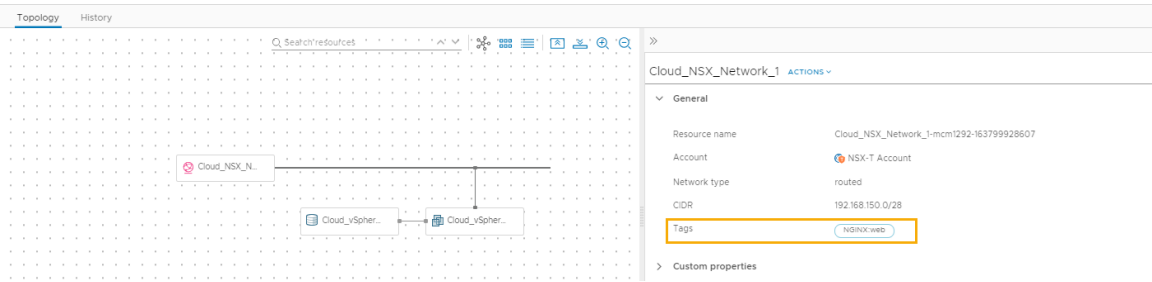 Topology History
Search resources
Cloud_NSX_N...
Cloud_vSpher...
Cloud_vSpher...
Cloud_NSX_Network_1 ACTIONS
General
Resource name Cloud_NSX_Network_1-mcm1292-163799928607
Account NSX-T Account
Network type routed
CIDR 192.168.150.0/28
Tags NGINX:web
Custom properties